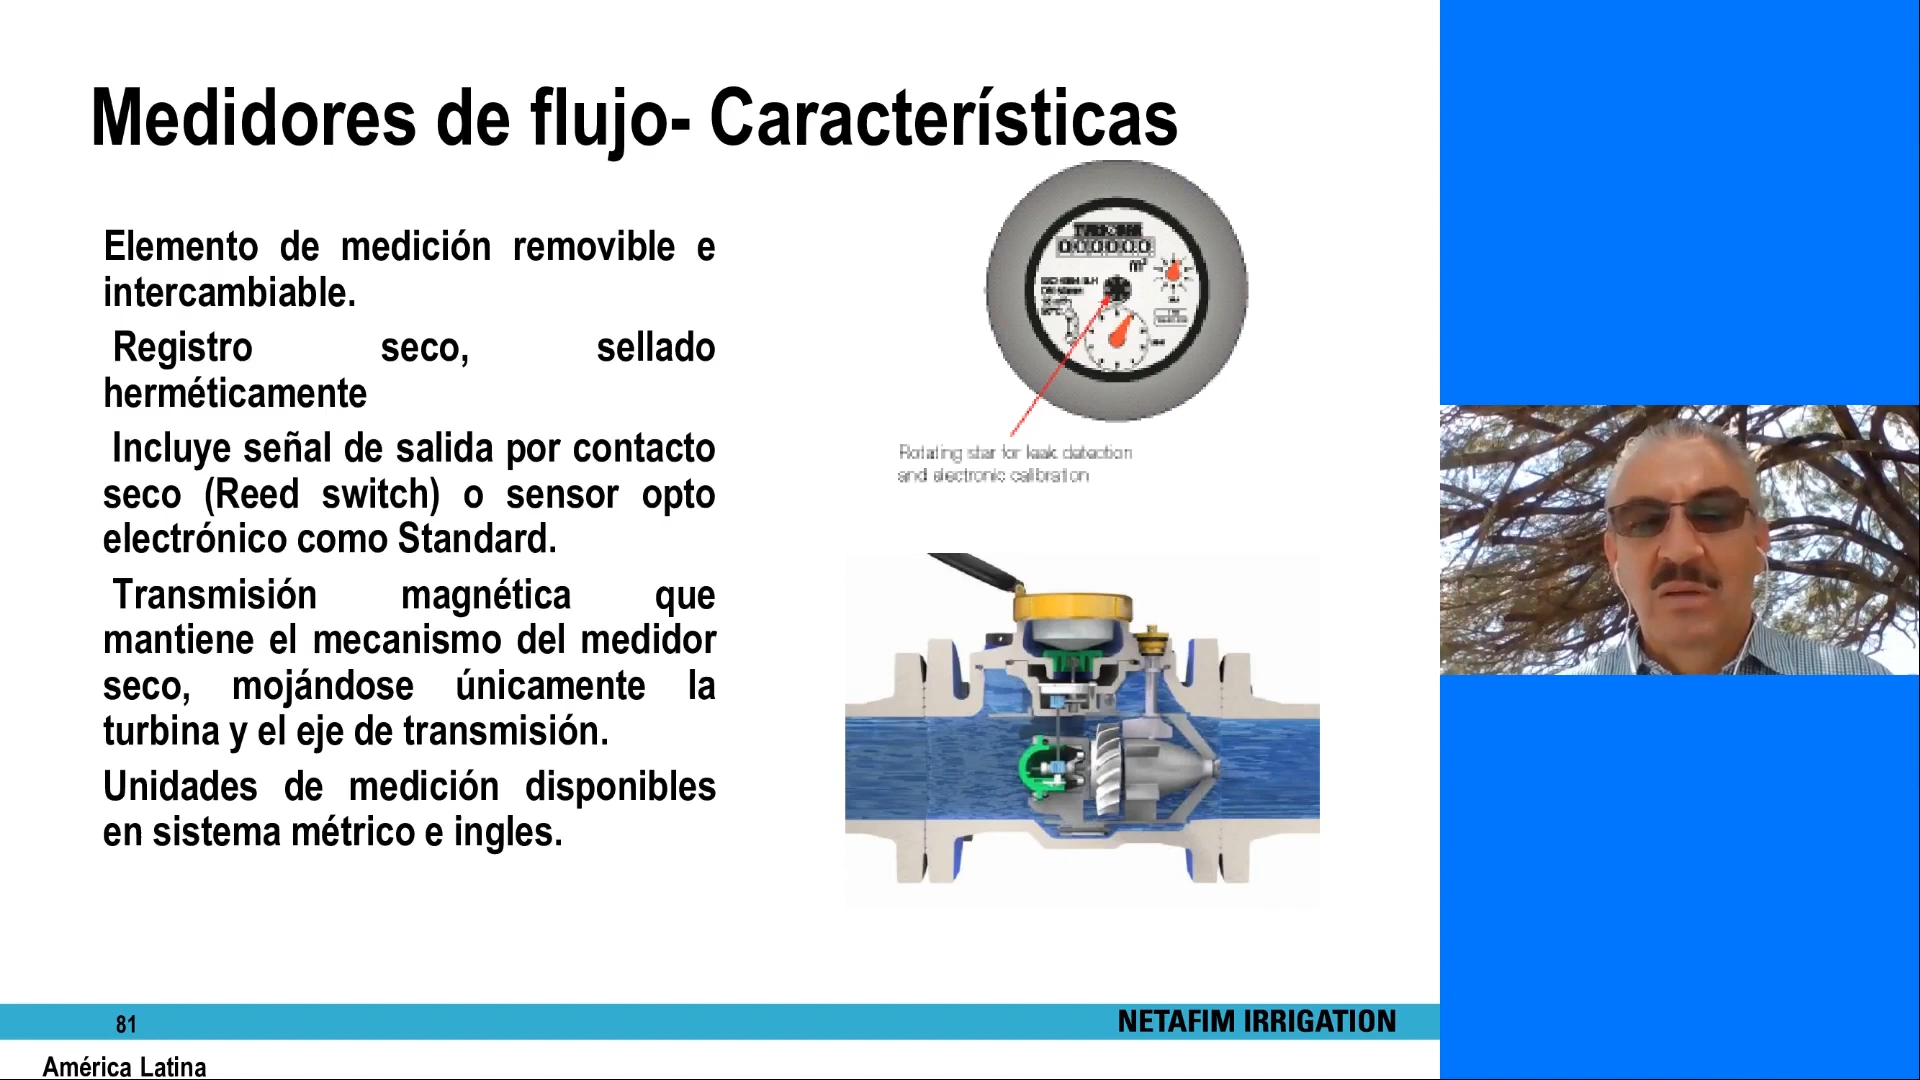 Medidores de flujo- Características
Elemento de medición removible e
intercambiable.
Registro seco, sellado
herméticamente
Incluye señal de salida por contacto
seco (Reed switch) o sensor opto
electrónico como Standard.
Transmisión magnética que
mantiene el mecanismo del medidor
seco, mojándose únicamente la
turbina y el eje de transmisión.
Unidades de medición disponibles
en sistema métrico e ingles.
000000
m³
Rotating star for leak detection
and electronic calibration
81
NETAFIM IRRIGATION
América Latina